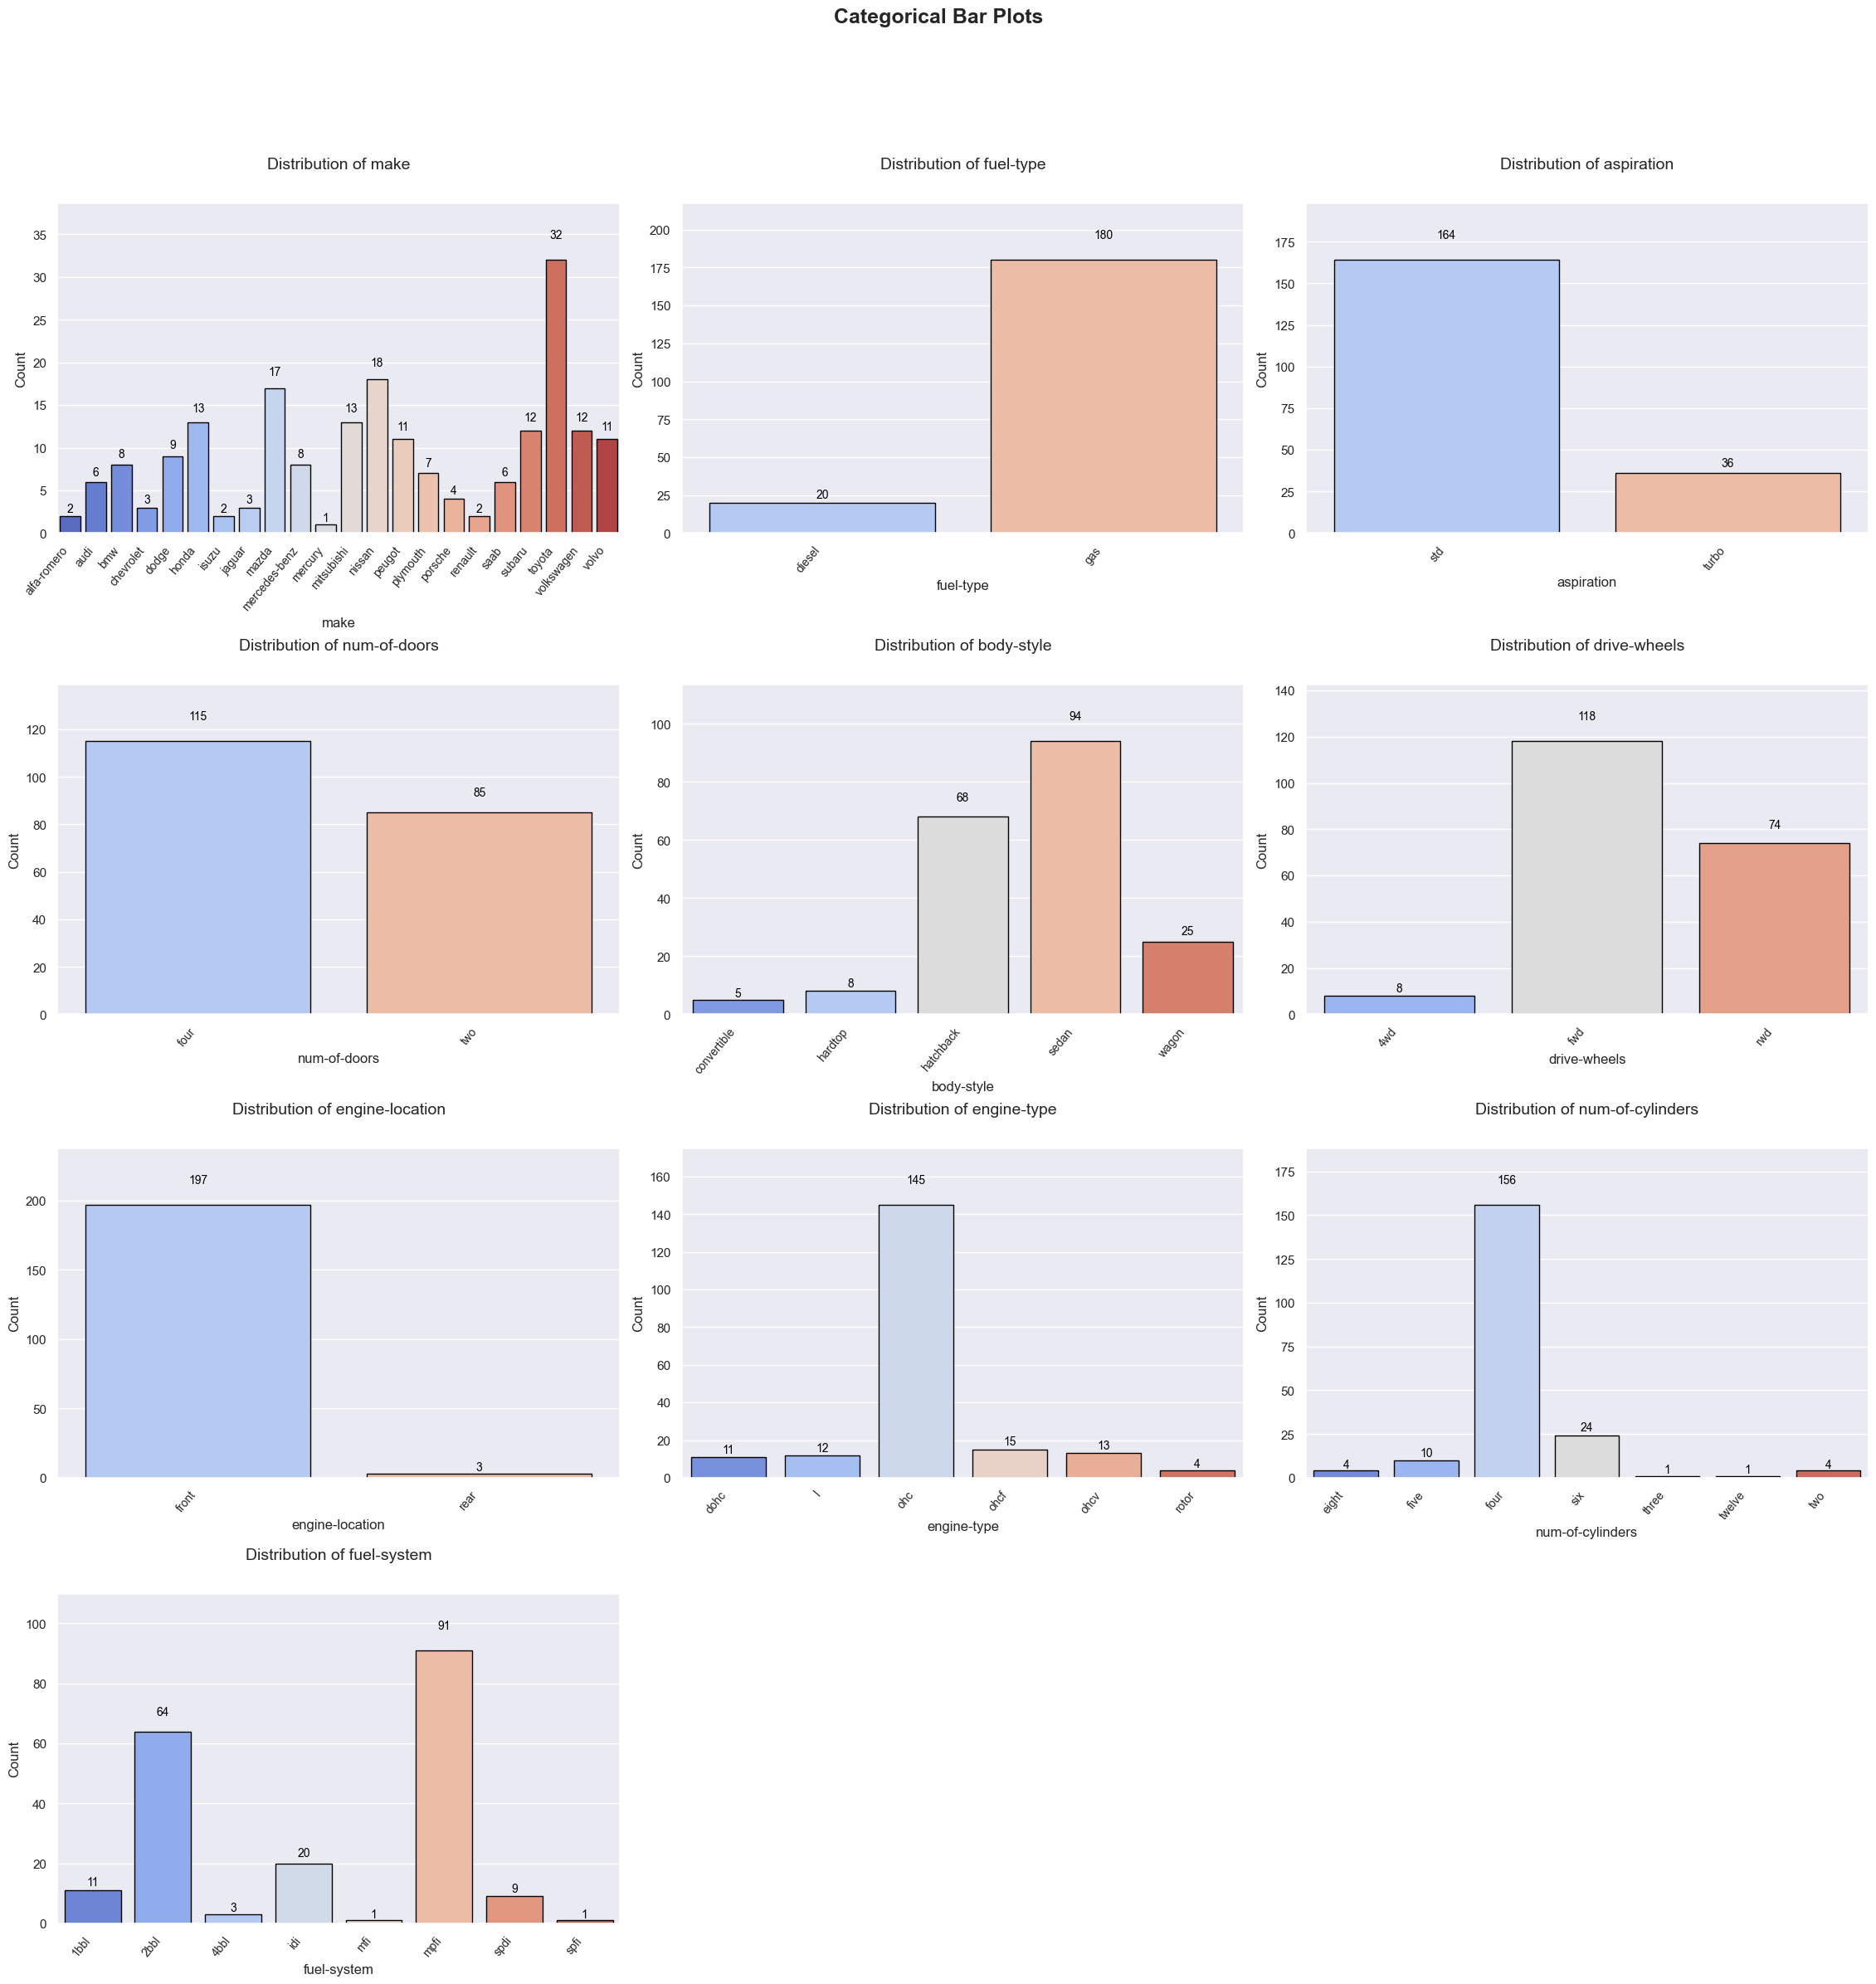 Categorical Bar Plots
Distribution of make
Count
35
30
25
20
15
10
5
0
2
6
8
3
9
13
2
3
17
8
1
13
18
11
7
4
2
6
12
32
12
11
alfa-romero
audi
bmw
chevrolet
dodge
honda
isuzu
jaguar
mazda
mercedes-benz
mercury
mitsubishi
nissan
peugot
plymouth
porsche
renault
saab
subaru
toyota
volkswagen
volvo
make
Distribution of fuel-type
Count
200
175
150
125
100
75
50
25
0
20
180
diesel
gas
fuel-type
Distribution of aspiration
Count
175
150
125
100
75
50
25
0
164
36
std
turbo
aspiration
Distribution of num-of-doors
Count
120
100
80
60
40
20
0
115
85
four
two
num-of-doors
Distribution of body-style
Count
100
80
60
40
20
0
5
8
68
94
25
convertible
hardtop
hatchback
sedan
wagon
body-style
Distribution of drive-wheels
Count
140
120
100
80
60
40
20
0
8
118
74
4wd
fwd
rwd
drive-wheels
Distribution of engine-location
Count
200
150
100
50
0
197
3
front
rear
engine-location
Distribution of engine-type
Count
160
140
120
100
80
60
40
20
0
11
12
145
15
13
4
dohc
l
ohc
ohcf
ohcv
rotor
engine-type
Distribution of num-of-cylinders
Count
175
150
125
100
75
50
25
0
4
10
156
24
1
1
4
eight
five
four
six
three
twelve
two
num-of-cylinders
Distribution of fuel-system
Count
100
80
60
40
20
0
11
64
3
20
1
91
9
1
1bbl
2bbl
4bbl
idi
mfi
mpfi
spdi
spfi
fuel-system